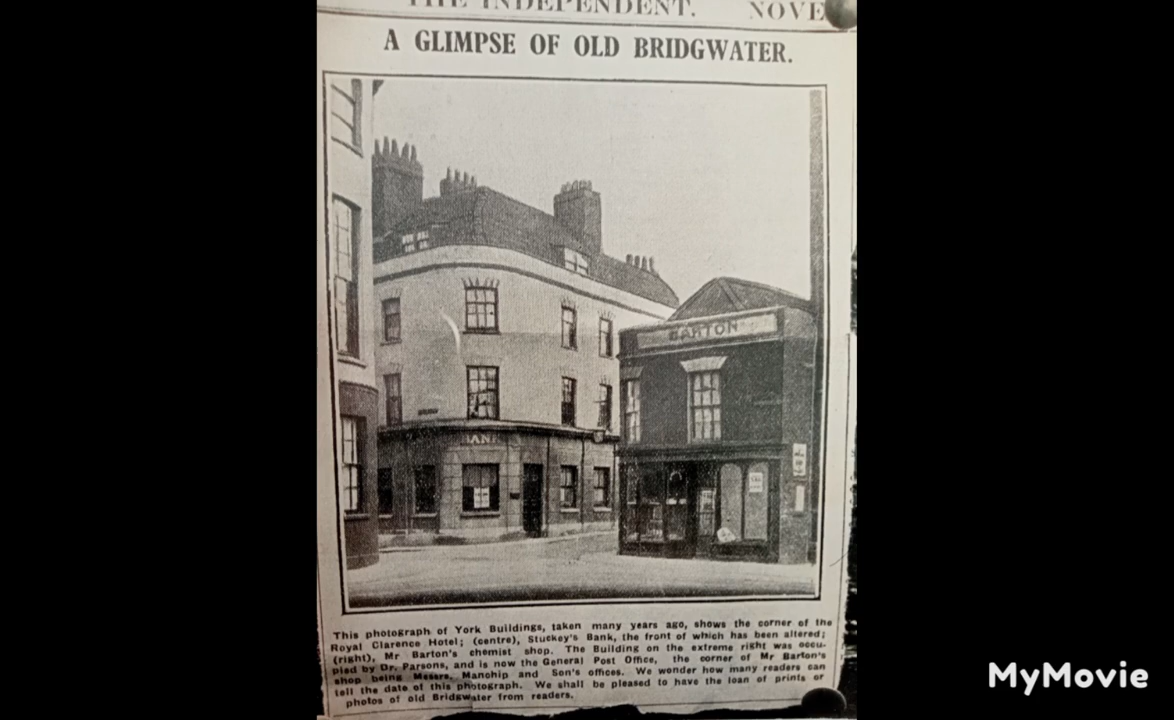 THE INDEPENDENT. NOVE
A GLIMPSE OF OLD BRIDGWATER.
BARTON
BANK
This photograph of York Buildings, taken many years ago, shows the corner of the
Royal Clarence Hotel; (centre), Stuckey's Bank, the front of which has been altered;
(right), Mr Barton's chemist shop. The Building on the extreme right was occu-
pied by Dr. Parsons, and is now the General Post Office, the corner of Mr Barton's
shop being Messrs. Manchip and Son's offices. We wonder how many readers can
tell the date of this photograph. We shall be pleased to have the loan of prints or
photos of old Bridgwater from readers.
MyMovie